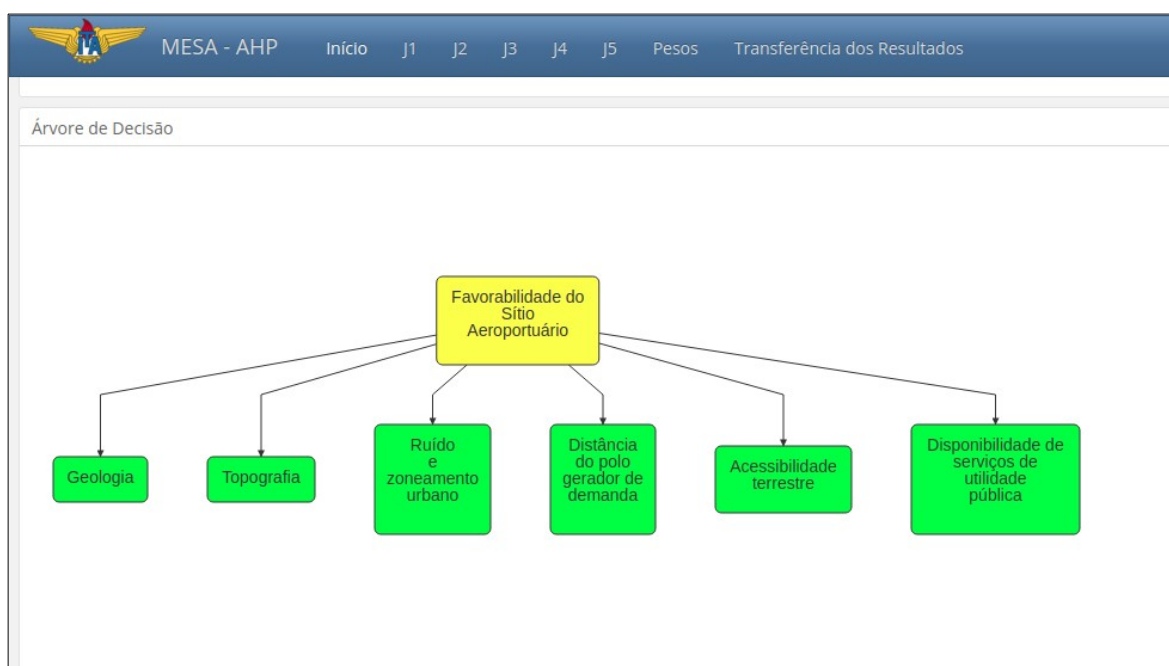 ITA MESA - AHP Início J1 J2 J3 J4 J5 Pesos Transferência dos Resultados
Árvore de Decisão
Favorabilidade do
Sítio
Aeroportuário
Geologia
Topografia
Ruído
e
zoneamento
urbano
Distância
do polo
gerador de
demanda
Acessibilidade
terrestre
Disponibilidade de
serviços de
utilidade
pública